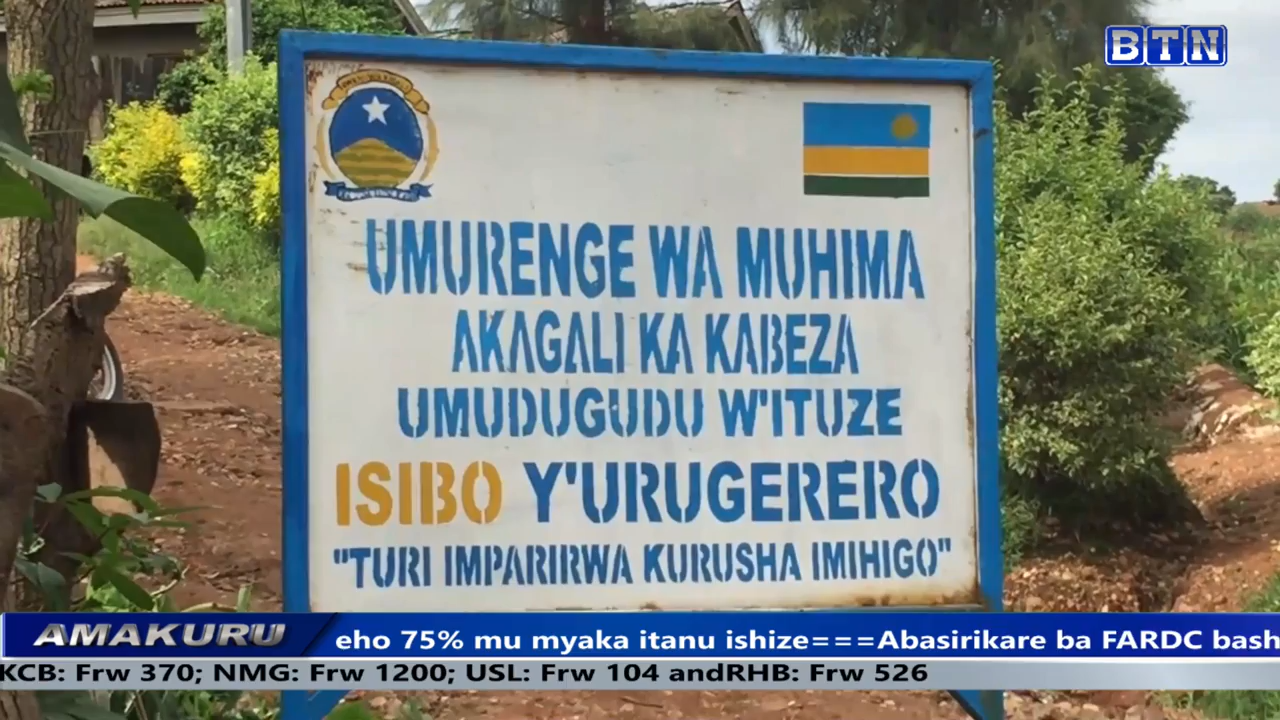 BTN
UMURENGE WA MUHIMA
AKAGALI KA KABEZA
UMUDUGUDU W'ITUZE
ISIBO Y'URUGERERO
"TURI IMPARIRWA KURUSHA IMIHIGO"
AMAKURU
eho 75% mu myaka itanu ishize===Abasirikare ba FARDC bash
KCB: Frw 370; NMG: Frw 1200; USL: Frw 104 andRHB: Frw 526